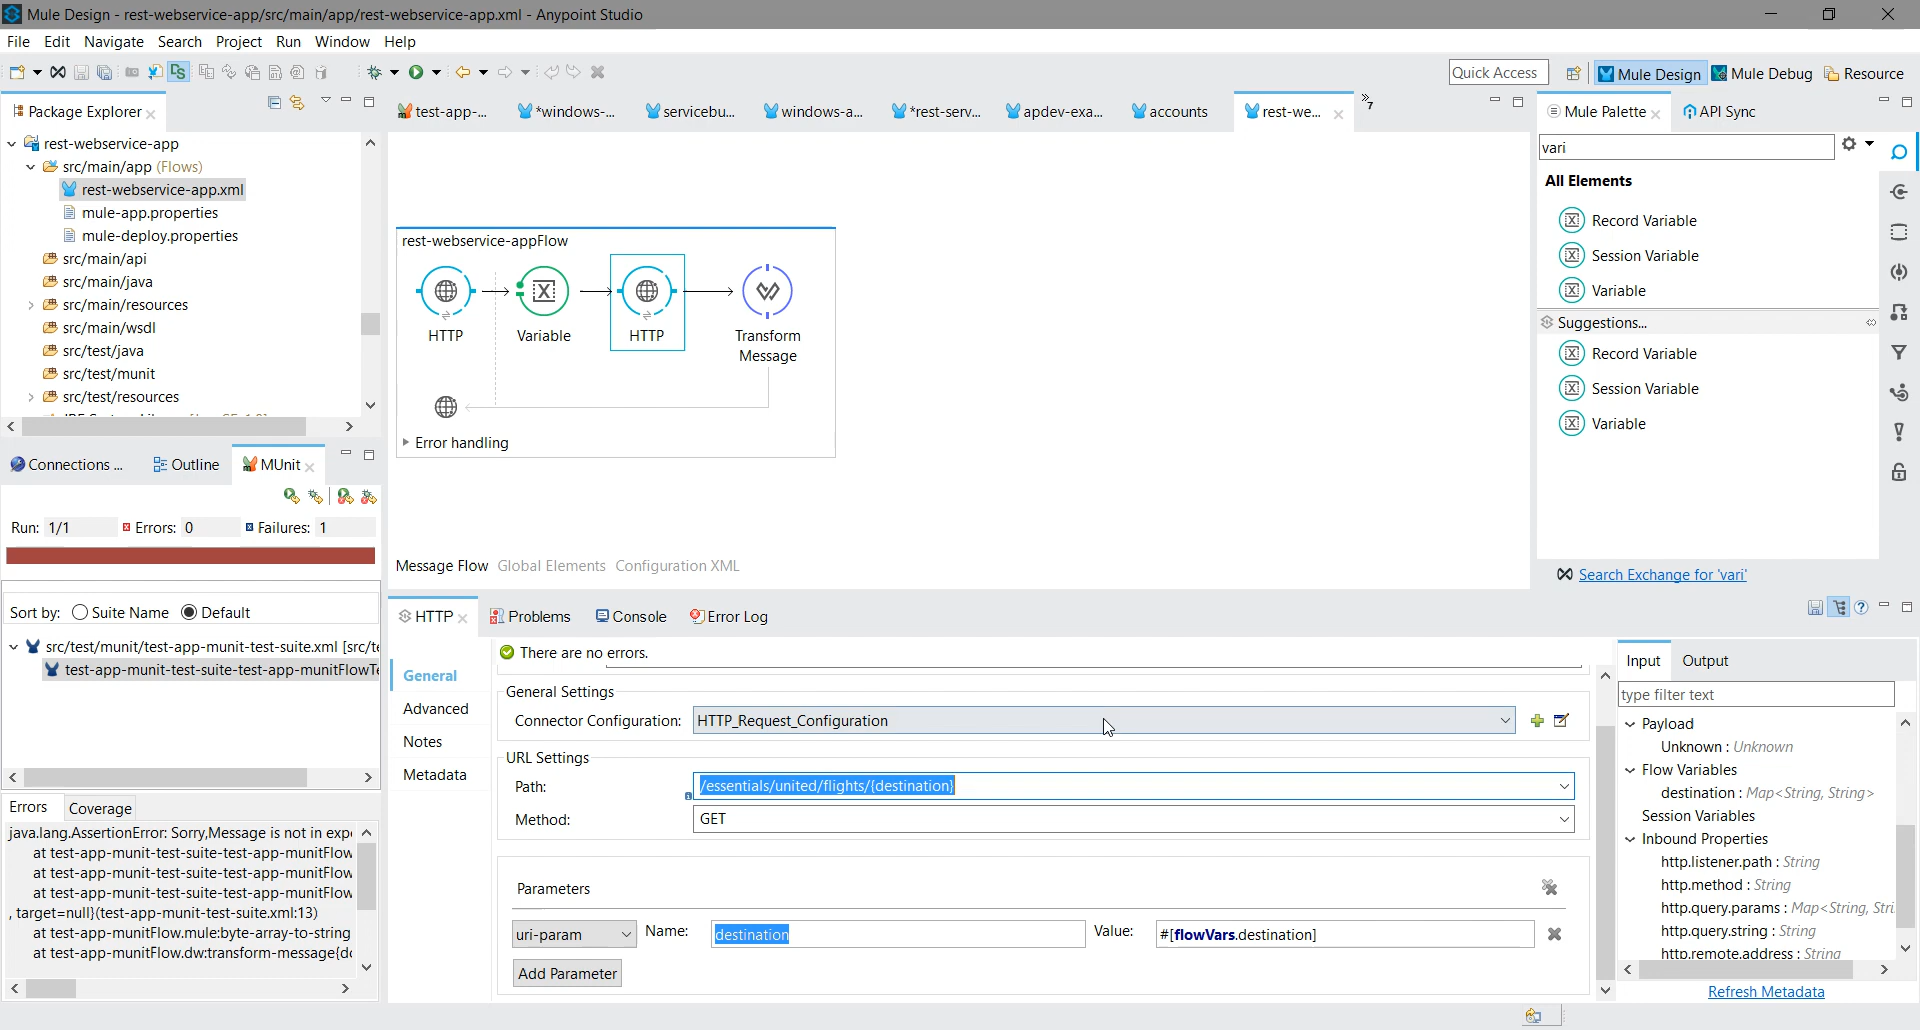 Mule Design - rest-webservice-app/src/main/app/rest-webservice-app.xml - Anypoint Studio
File Edit Navigate Search Project Run Window Help
Quick Access
Mule Design
Mule Debug
Resource
Package Explorer
rest-webservice-app
src/main/app (Flows)
rest-webservice-app.xml
mule-app.properties
mule-deploy.properties
src/main/api
src/main/java
src/main/resources
src/main/wsdl
src/test/java
src/test/munit
src/test/resources
Connections ...
Outline
MUnit
Run: 1/1
Errors: 0
Failures: 1
Sort by: Suite Name Default
src/test/munit/test-app-munit-test-suite.xml [src/te
test-app-munit-test-suite-test-app-munitFlowTe
Errors
Coverage
java.lang.AssertionError: Sorry,Message is not in expe
at test-app-munit-test-suite-test-app-munitFlow
at test-app-munit-test-suite-test-app-munitFlow
at test-app-munit-test-suite-test-app-munitFlow
, target=null}(test-app-munit-test-suite.xml:13)
at test-app-munitFlow.mule:byte-array-to-string
at test-app-munitFlow.dw:transform-message{do
test-app-...
*windows-...
servicebu...
windows-a...
*rest-serv...
apdev-exa...
accounts
rest-we...
7
rest-webservice-appFlow
HTTP
Variable
HTTP
Transform
Message
Error handling
Message Flow Global Elements Configuration XML
HTTP
Problems
Console
Error Log
There are no errors.
General
Advanced
Notes
Metadata
General Settings
Connector Configuration: HTTP_Request_Configuration
URL Settings
Path: /essentials/united/flights/{destination}
Method: GET
Parameters
uri-param Name: destination Value: #[flowVars.destination]
Add Parameter
Mule Palette
API Sync
vari
All Elements
Record Variable
Session Variable
Variable
Suggestions...
Record Variable
Session Variable
Variable
Search Exchange for 'vari'
Input
Output
type filter text
Payload
Unknown : Unknown
Flow Variables
destination : Map<String, String>
Session Variables
Inbound Properties
http.listener.path : String
http.method : String
http.query.params : Map<String, Stri
http.query.string : String
http.remote.address : String
Refresh Metadata